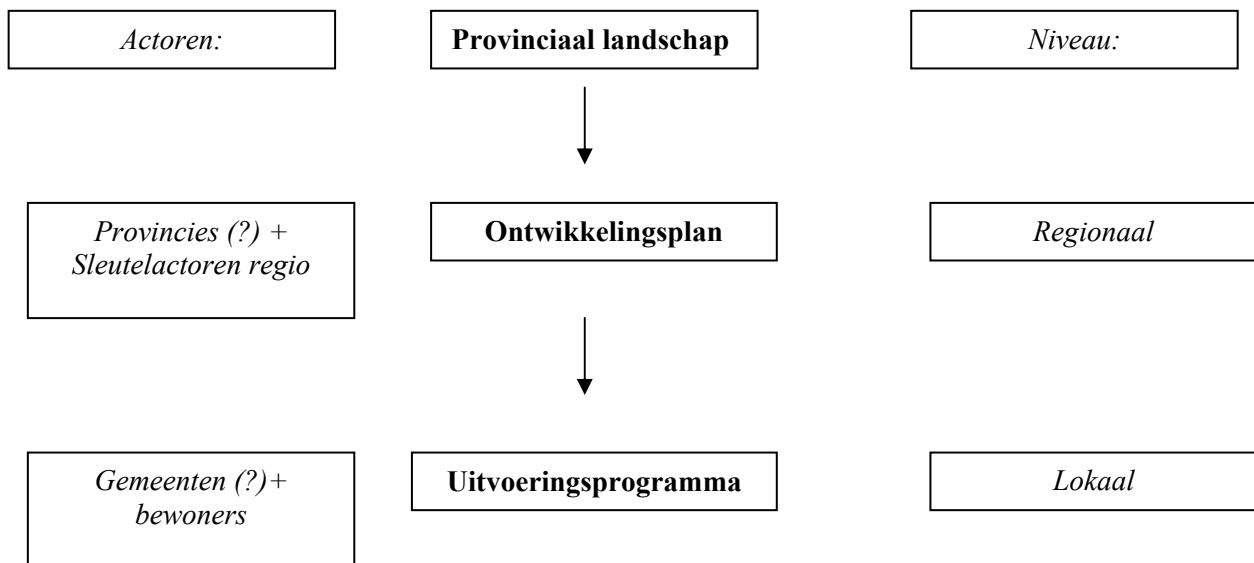 Actoren:
Provinciaal landschap
Niveau:
Provincies (?) +
Sleutelactoren regio
Ontwikkelingsplan
Regionaal
Gemeenten (?)+
bewoners
Uitvoeringsprogramma
Lokaal